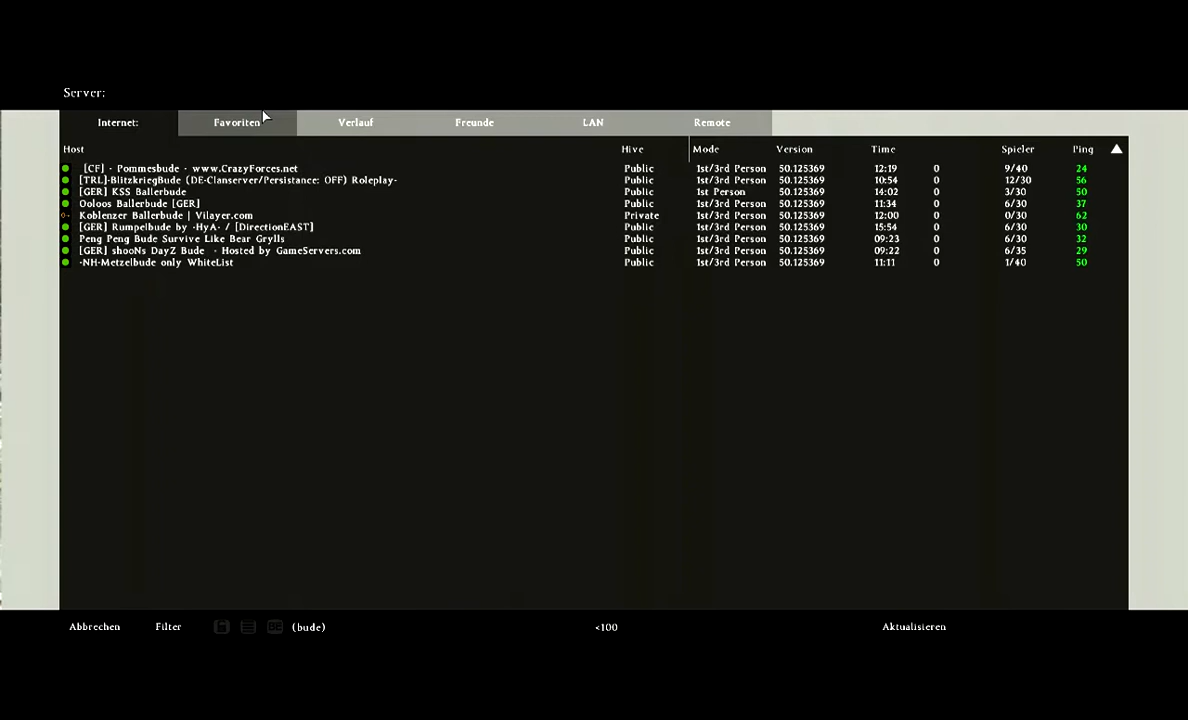 Server:
Internet: Favoriten Verlauf Freunde LAN Remote
Host Hive Mode Version Time Spieler Ping
[CF] - Pommesbude - www.CrazyForces.net Public 1st/3rd Person 50.125369 12:19 0 9/40 24
[TRL]-BlitzkriegBude (DE-Clanserver/Persistance: OFF) Roleplay- Public 1st/3rd Person 50.125369 10:54 0 12/30 56
[GER] KSS Ballerbude Public 1st Person 50.125369 14:02 0 3/30 50
Ooloos Ballerbude [GER] Public 1st/3rd Person 50.125369 11:34 0 6/30 37
Koblenzer Ballerbude | Vilayer.com Private 1st/3rd Person 50.125369 12:00 0 0/30 62
[GER] Rumpelbude by -HyA- / [DirectionEAST] Public 1st/3rd Person 50.125369 15:54 0 6/30 30
Peng Peng Bude Survive Like Bear Grylls Public 1st/3rd Person 50.125369 09:23 0 6/30 32
[GER] shooNs DayZ Bude - Hosted by GameServers.com Public 1st/3rd Person 50.125369 09:22 0 6/35 29
-NH-Metzelbude only WhiteList Public 1st/3rd Person 50.125369 11:11 0 1/40 50
Abbrechen Filter (bude) <100 Aktualisieren